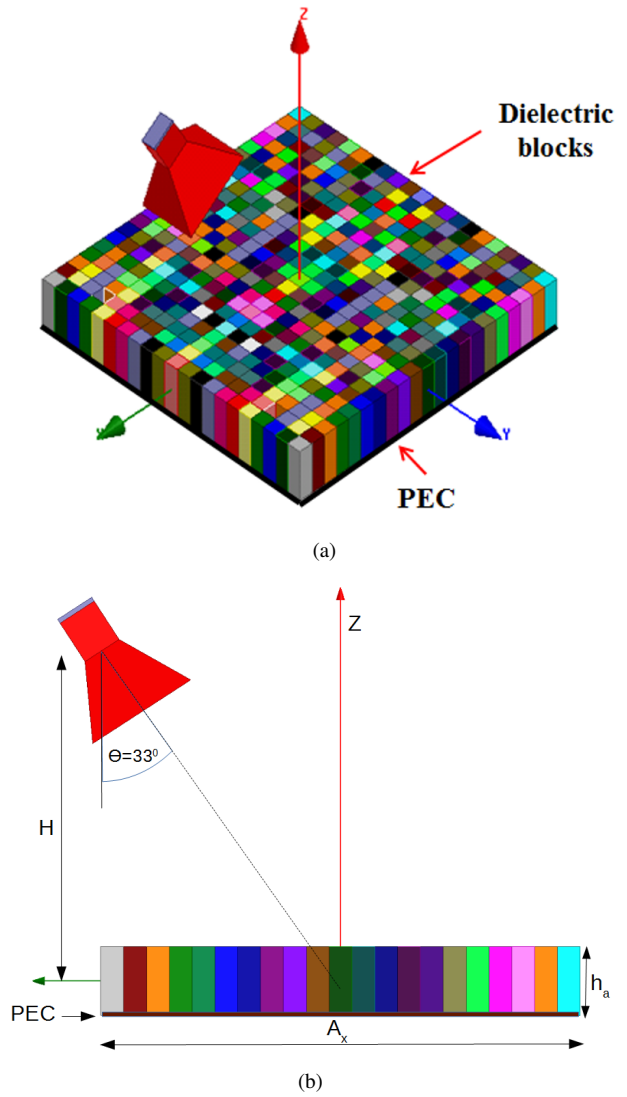 Z
Dielectric
blocks
X
Y
PEC
(a)
Z
Θ=33⁰
H
hₐ
PEC
Aₓ
(b)